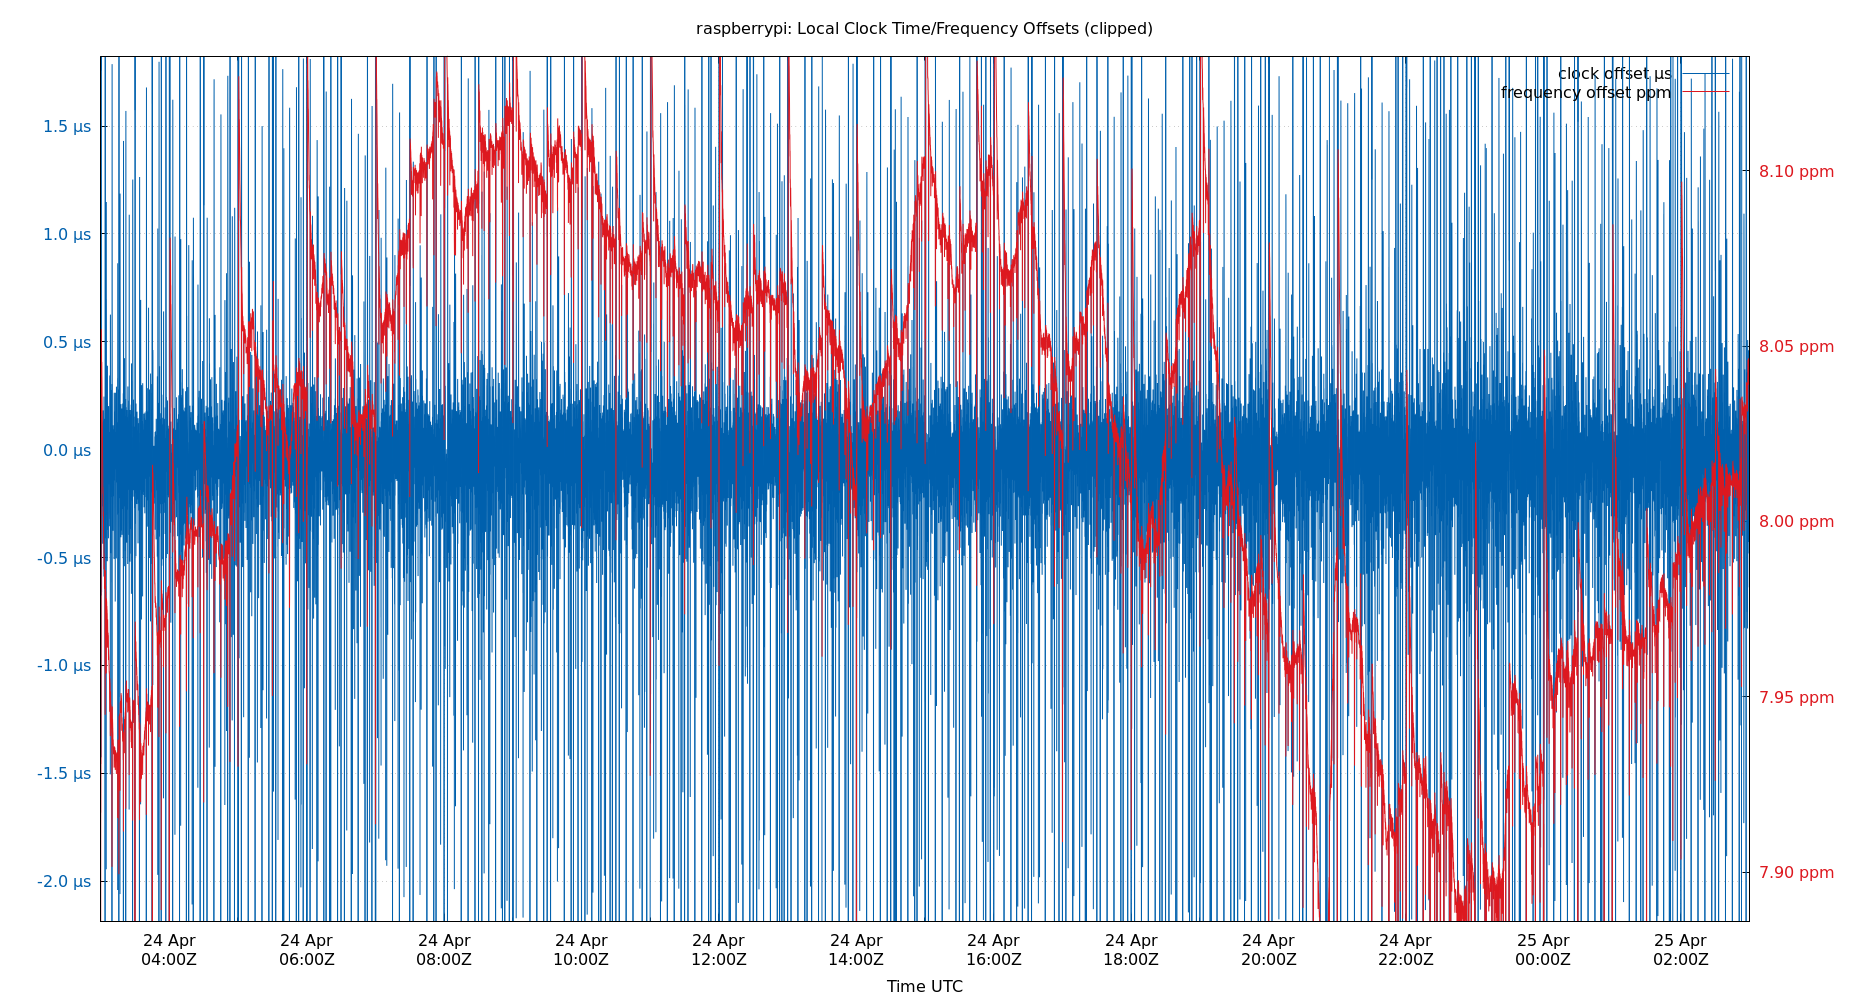 raspberrypi: Local Clock Time/Frequency Offsets (clipped)
clock offset µs
frequency offset ppm
1.5 µs
1.0 µs
0.5 µs
0.0 µs
-0.5 µs
-1.0 µs
-1.5 µs
-2.0 µs
8.10 ppm
8.05 ppm
8.00 ppm
7.95 ppm
7.90 ppm
24 Apr 24 Apr 24 Apr 24 Apr 24 Apr 24 Apr 24 Apr 24 Apr 24 Apr 24 Apr 25 Apr 25 Apr
04:00Z 06:00Z 08:00Z 10:00Z 12:00Z 14:00Z 16:00Z 18:00Z 20:00Z 22:00Z 00:00Z 02:00Z
Time UTC